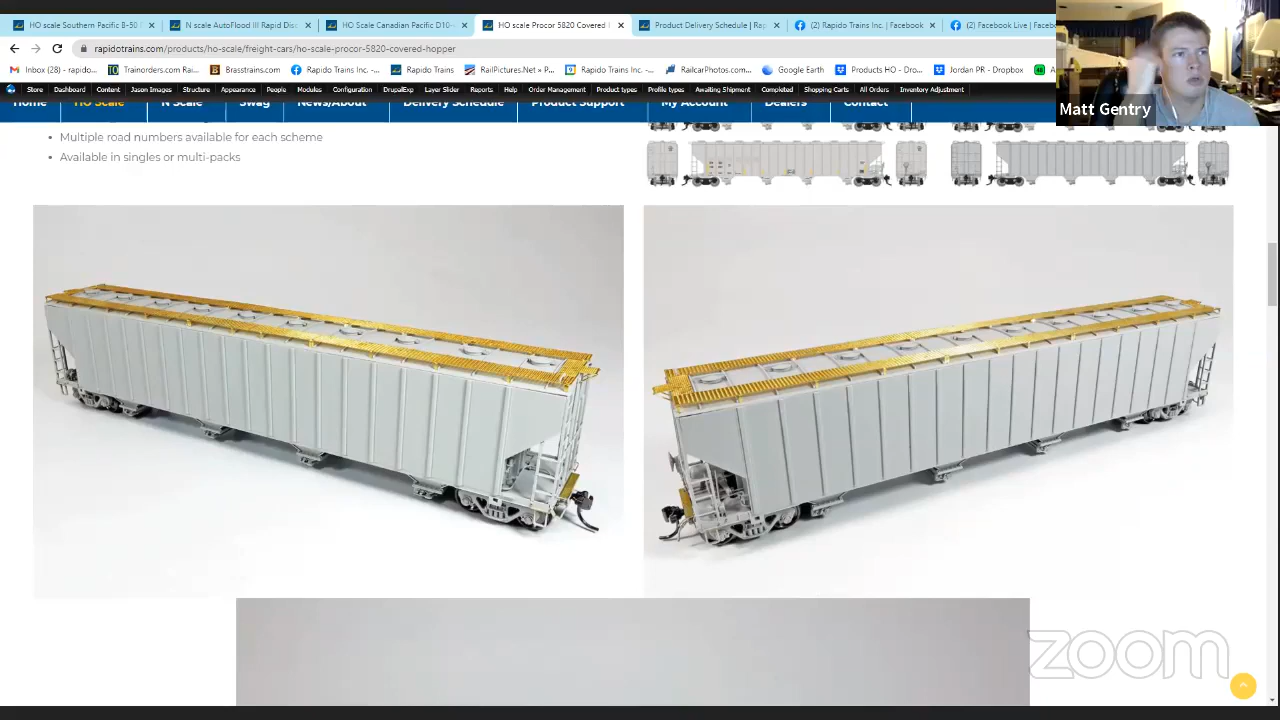 HO scale Southern Pacific B-50
N scale AutoFlood III Rapid Disc
HO Scale Canadian Pacific D10
HO scale Procor 5820 Covered H
Product Delivery Schedule | Rap
(2) Rapido Trains Inc. | Facebook
(2) Facebook Live | Faceb
rapidotrains.com/products/ho-scale/freight-cars/ho-scale-procor-5820-covered-hopper
Inbox (28) - rapido...
Trainorders.com Rai...
Brasstrains.com
Rapido Trains Inc. -...
Rapido Trains
RailPictures.Net » P...
Rapido Trains Inc. -...
RailcarPhotos.com...
Google Earth
Products HO - Dro...
Jordan PR - Dropbox
Store Dashboard Content Jason Images Structure Appearance People Modules Configuration DrupalExp Layer Slider Reports Help Order Management Product types Profile types Awaiting Shipment Completed Shopping Carts All Orders Inventory Adjustment
Home HO Scale N Scale Swag News/About Delivery Schedule Product Support My Account Dealers Contact
Matt Gentry
Multiple road numbers available for each scheme
Available in singles or multi-packs
zoom